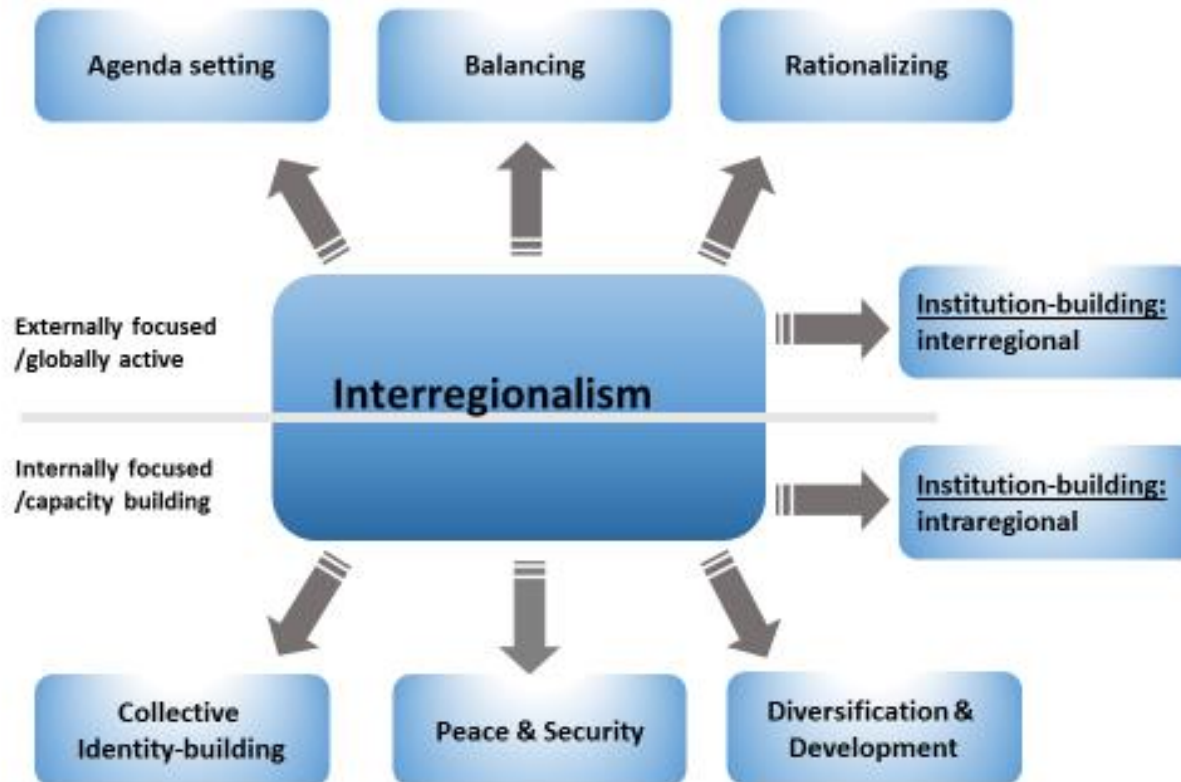 Agenda setting
Balancing
Rationalizing
Externally focused
/globally active
Interregionalism
Institution-building:
interregional
Internally focused
/capacity building
Institution-building:
intraregional
Collective
Identity-building
Peace & Security
Diversification &
Development